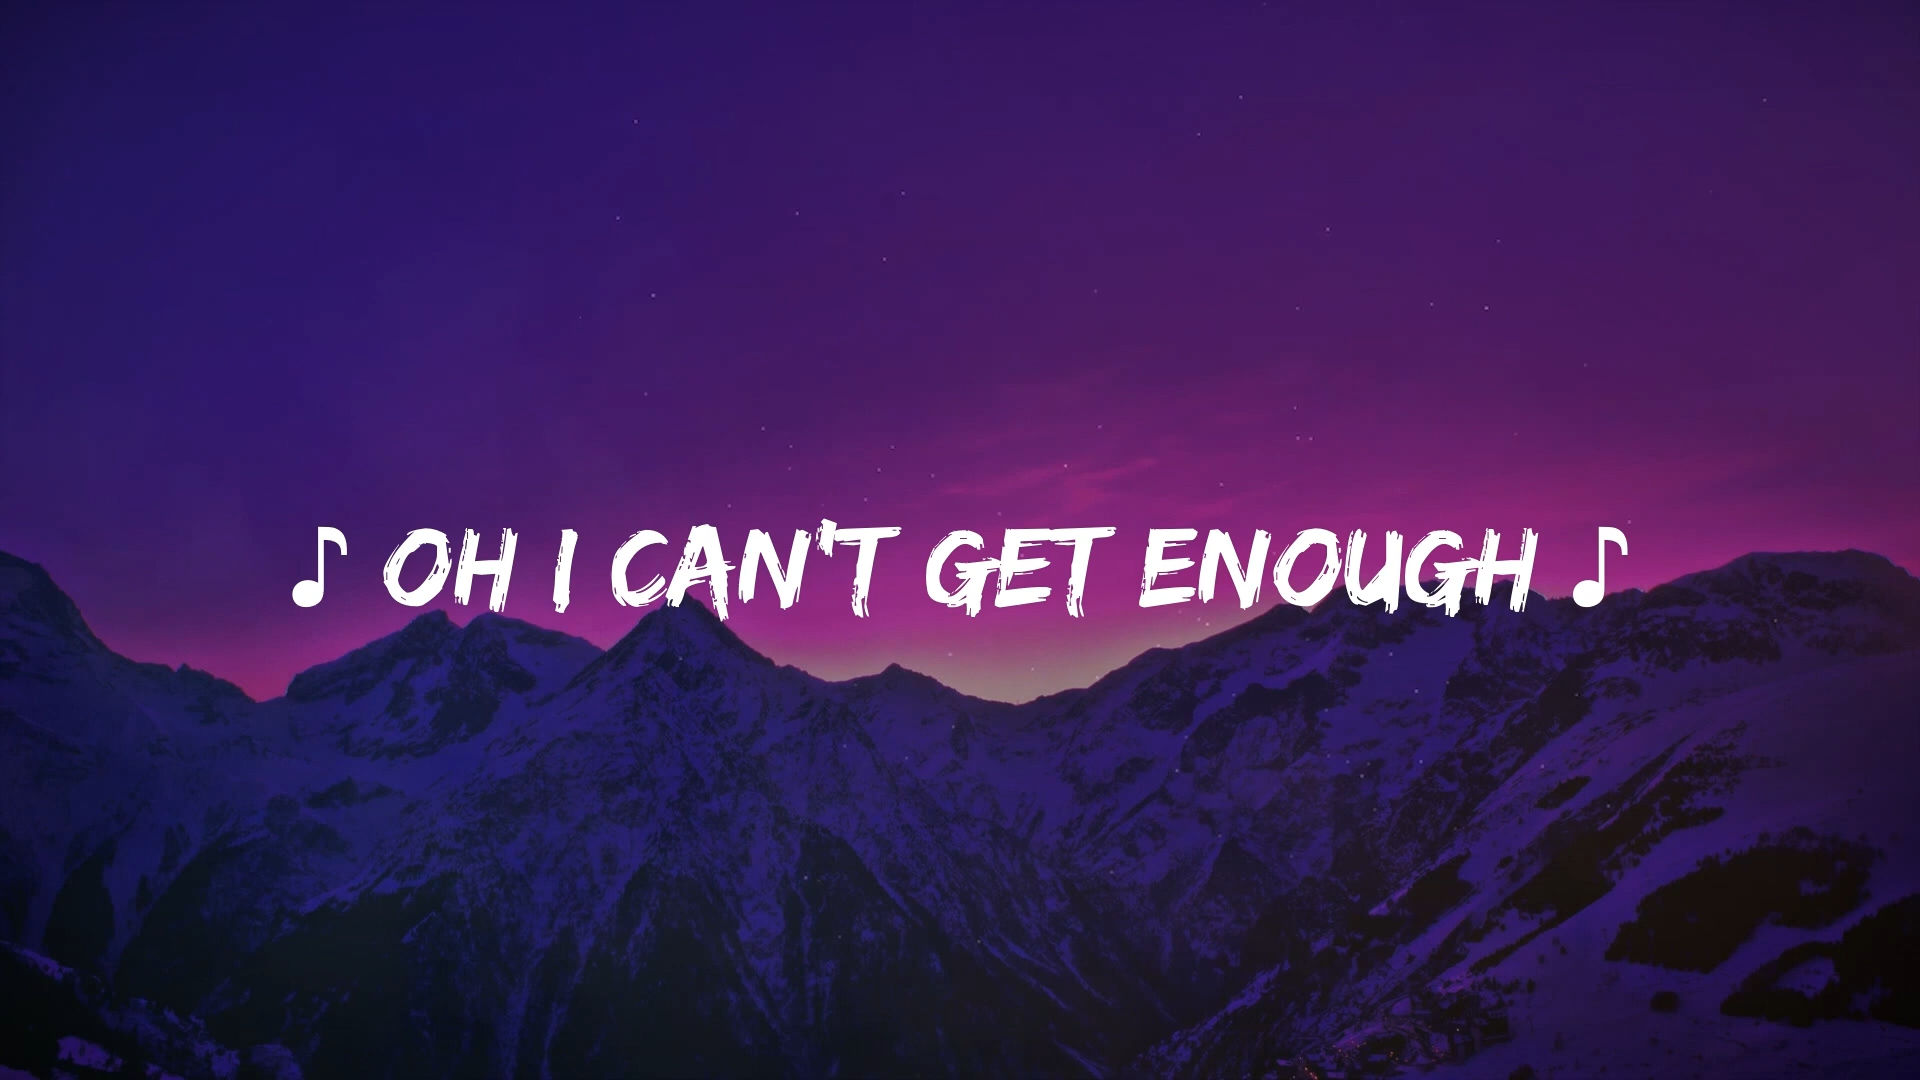 ♪ OH I CAN'T GET ENOUGH ♪